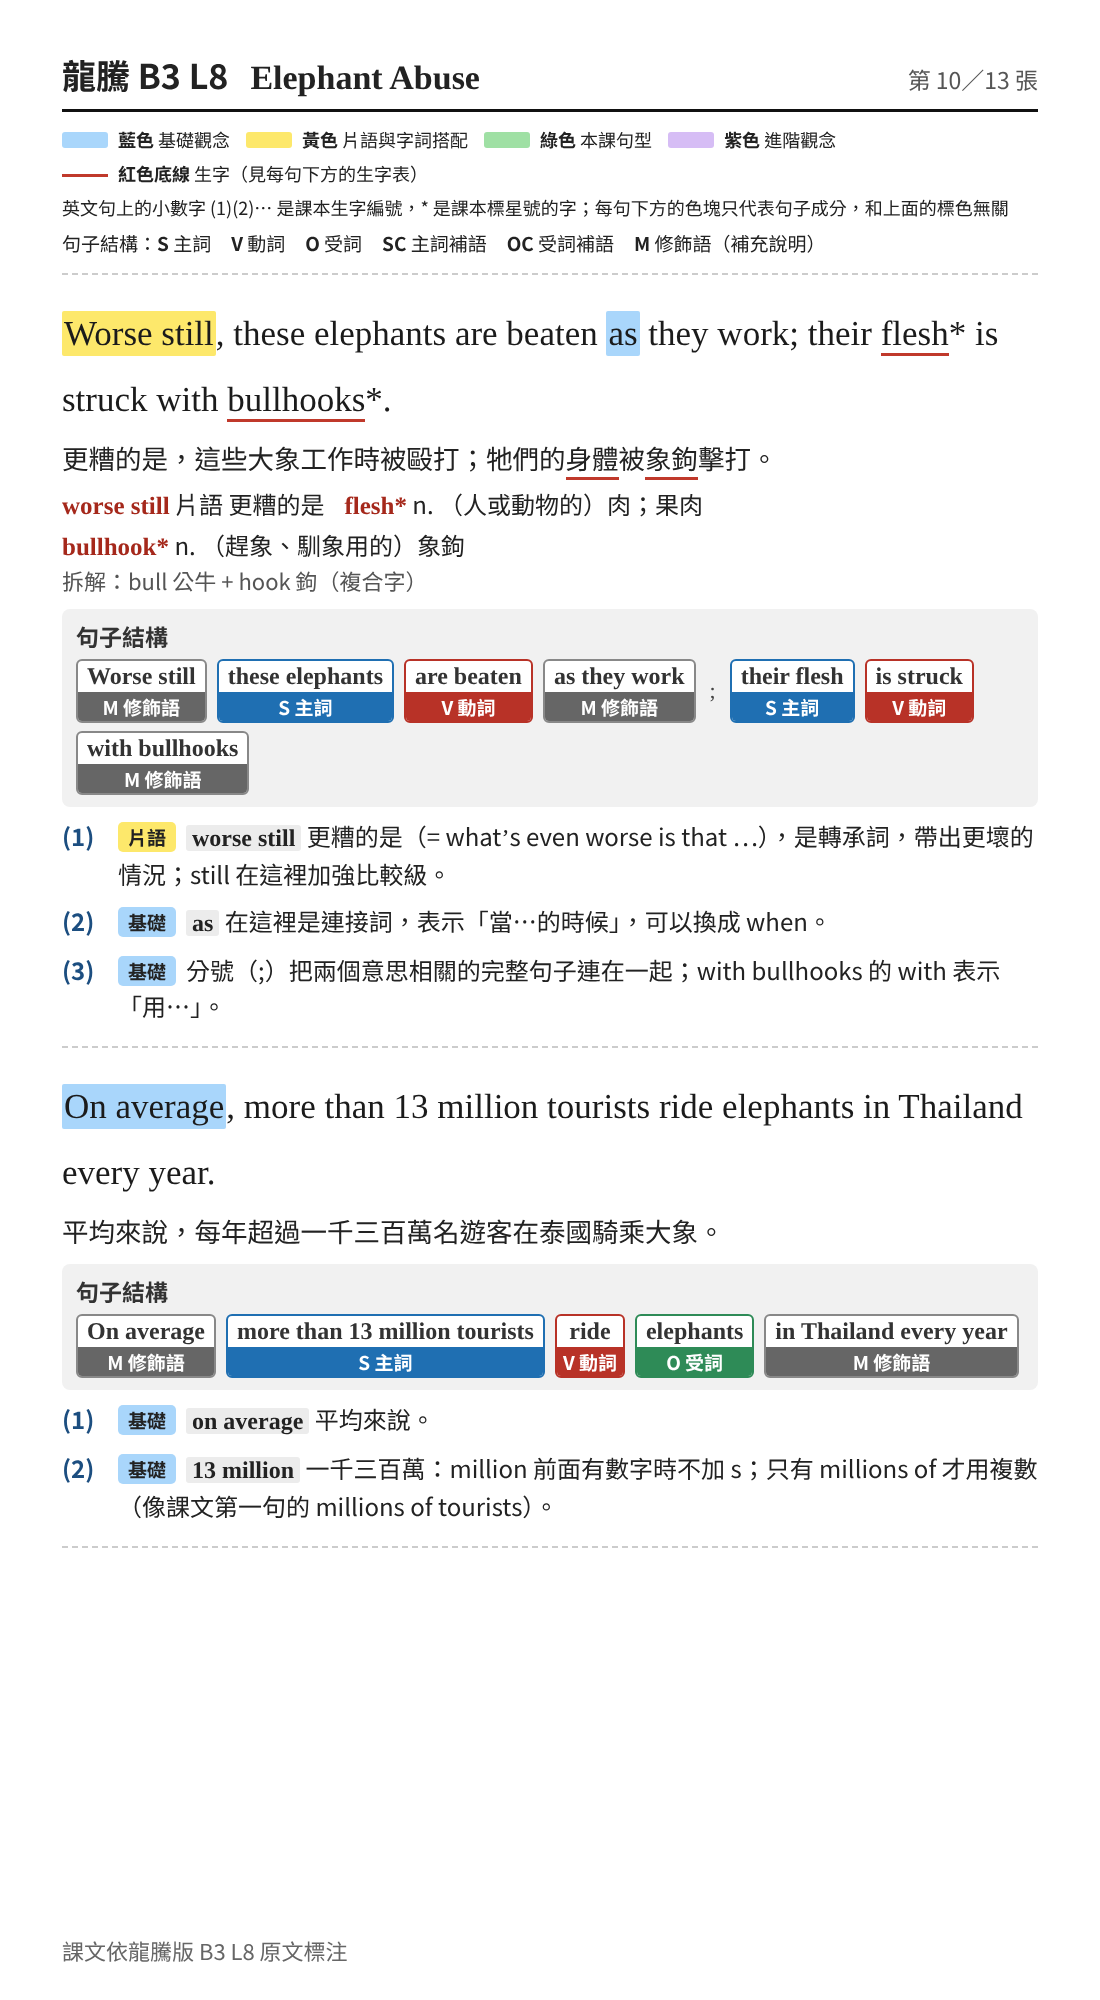 龍騰 B3 L8 Elephant Abuse 第 10／13 張
藍色 基礎觀念 黃色 片語與字詞搭配 綠色 本課句型 紫色 進階觀念
紅色底線 生字（見每句下方的生字表）
英文句上的小數字 (1)(2)… 是課本生字編號，* 是課本標星號的字；每句下方的色塊只代表句子成分，和上面的標色無關
句子結構：S 主詞 V 動詞 O 受詞 SC 主詞補語 OC 受詞補語 M 修飾語（補充說明）
Worse still, these elephants are beaten as they work; their flesh* is
struck with bullhooks*.
更糟的是，這些大象工作時被毆打；牠們的身體被象鉤擊打。
worse still 片語 更糟的是 flesh* n. （人或動物的）肉；果肉
bullhook* n. （趕象、馴象用的）象鉤
拆解：bull 公牛 + hook 鉤（複合字）
句子結構
Worse still these elephants are beaten as they work ; their flesh is struck
M 修飾語 S 主詞 V 動詞 M 修飾語 S 主詞 V 動詞
with bullhooks
M 修飾語
(1) 片語 worse still 更糟的是（= what’s even worse is that …），是轉承詞，帶出更壞的
情況；still 在這裡加強比較級。
(2) 基礎 as 在這裡是連接詞，表示「當…的時候」，可以換成 when。
(3) 基礎 分號（;）把兩個意思相關的完整句子連在一起；with bullhooks 的 with 表示
「用…」。
On average, more than 13 million tourists ride elephants in Thailand
every year.
平均來說，每年超過一千三百萬名遊客在泰國騎乘大象。
句子結構
On average more than 13 million tourists ride elephants in Thailand every year
M 修飾語 S 主詞 V 動詞 O 受詞 M 修飾語
(1) 基礎 on average 平均來說。
(2) 基礎 13 million 一千三百萬：million 前面有數字時不加 s；只有 millions of 才用複數
（像課文第一句的 millions of tourists）。
課文依龍騰版 B3 L8 原文標注